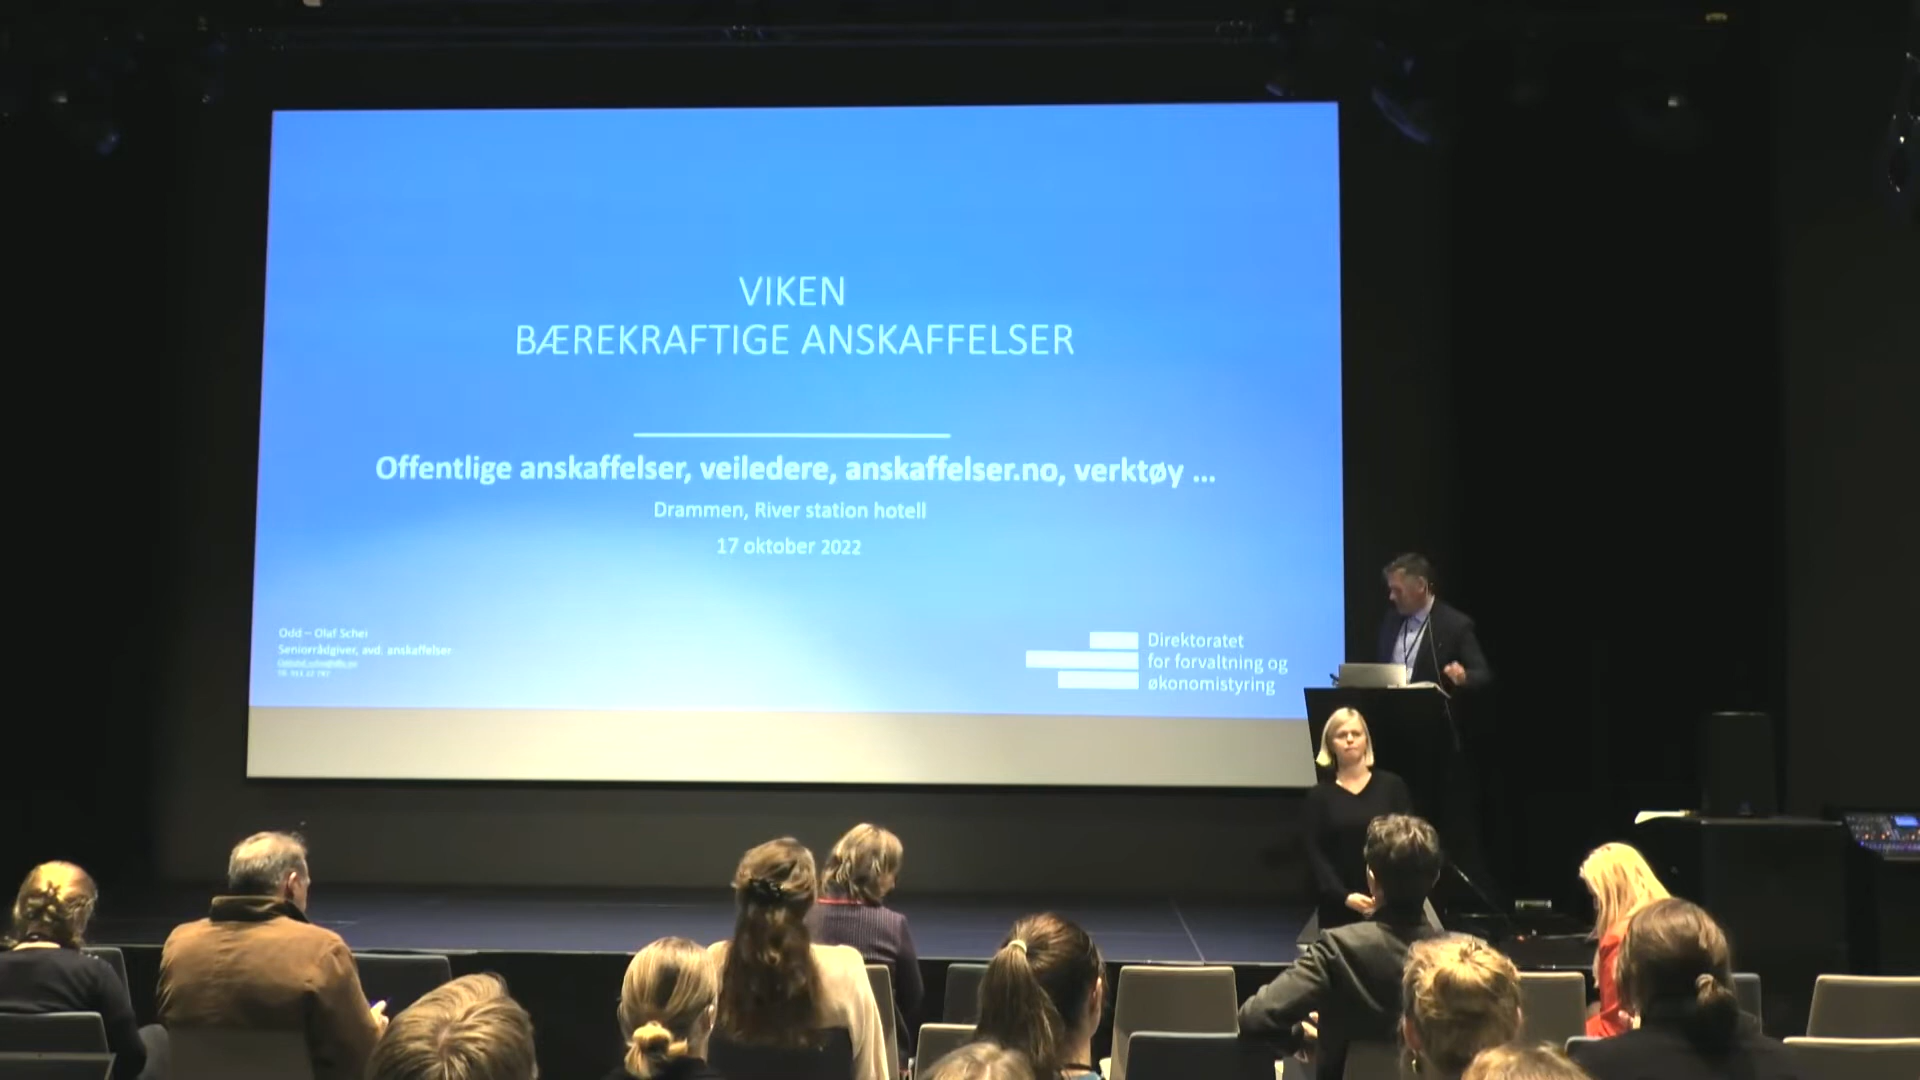 VIKEN
BÆREKRAFTIGE ANSKAFFELSER
Offentlige anskaffelser, veiledere, anskaffelser.no, verktøy ...
Drammen, River station hotell
17 oktober 2022
Odd – Olaf Schei
Seniorrådgiver, avd. anskaffelser
Direktoratet
for forvaltning og
økonomistyring